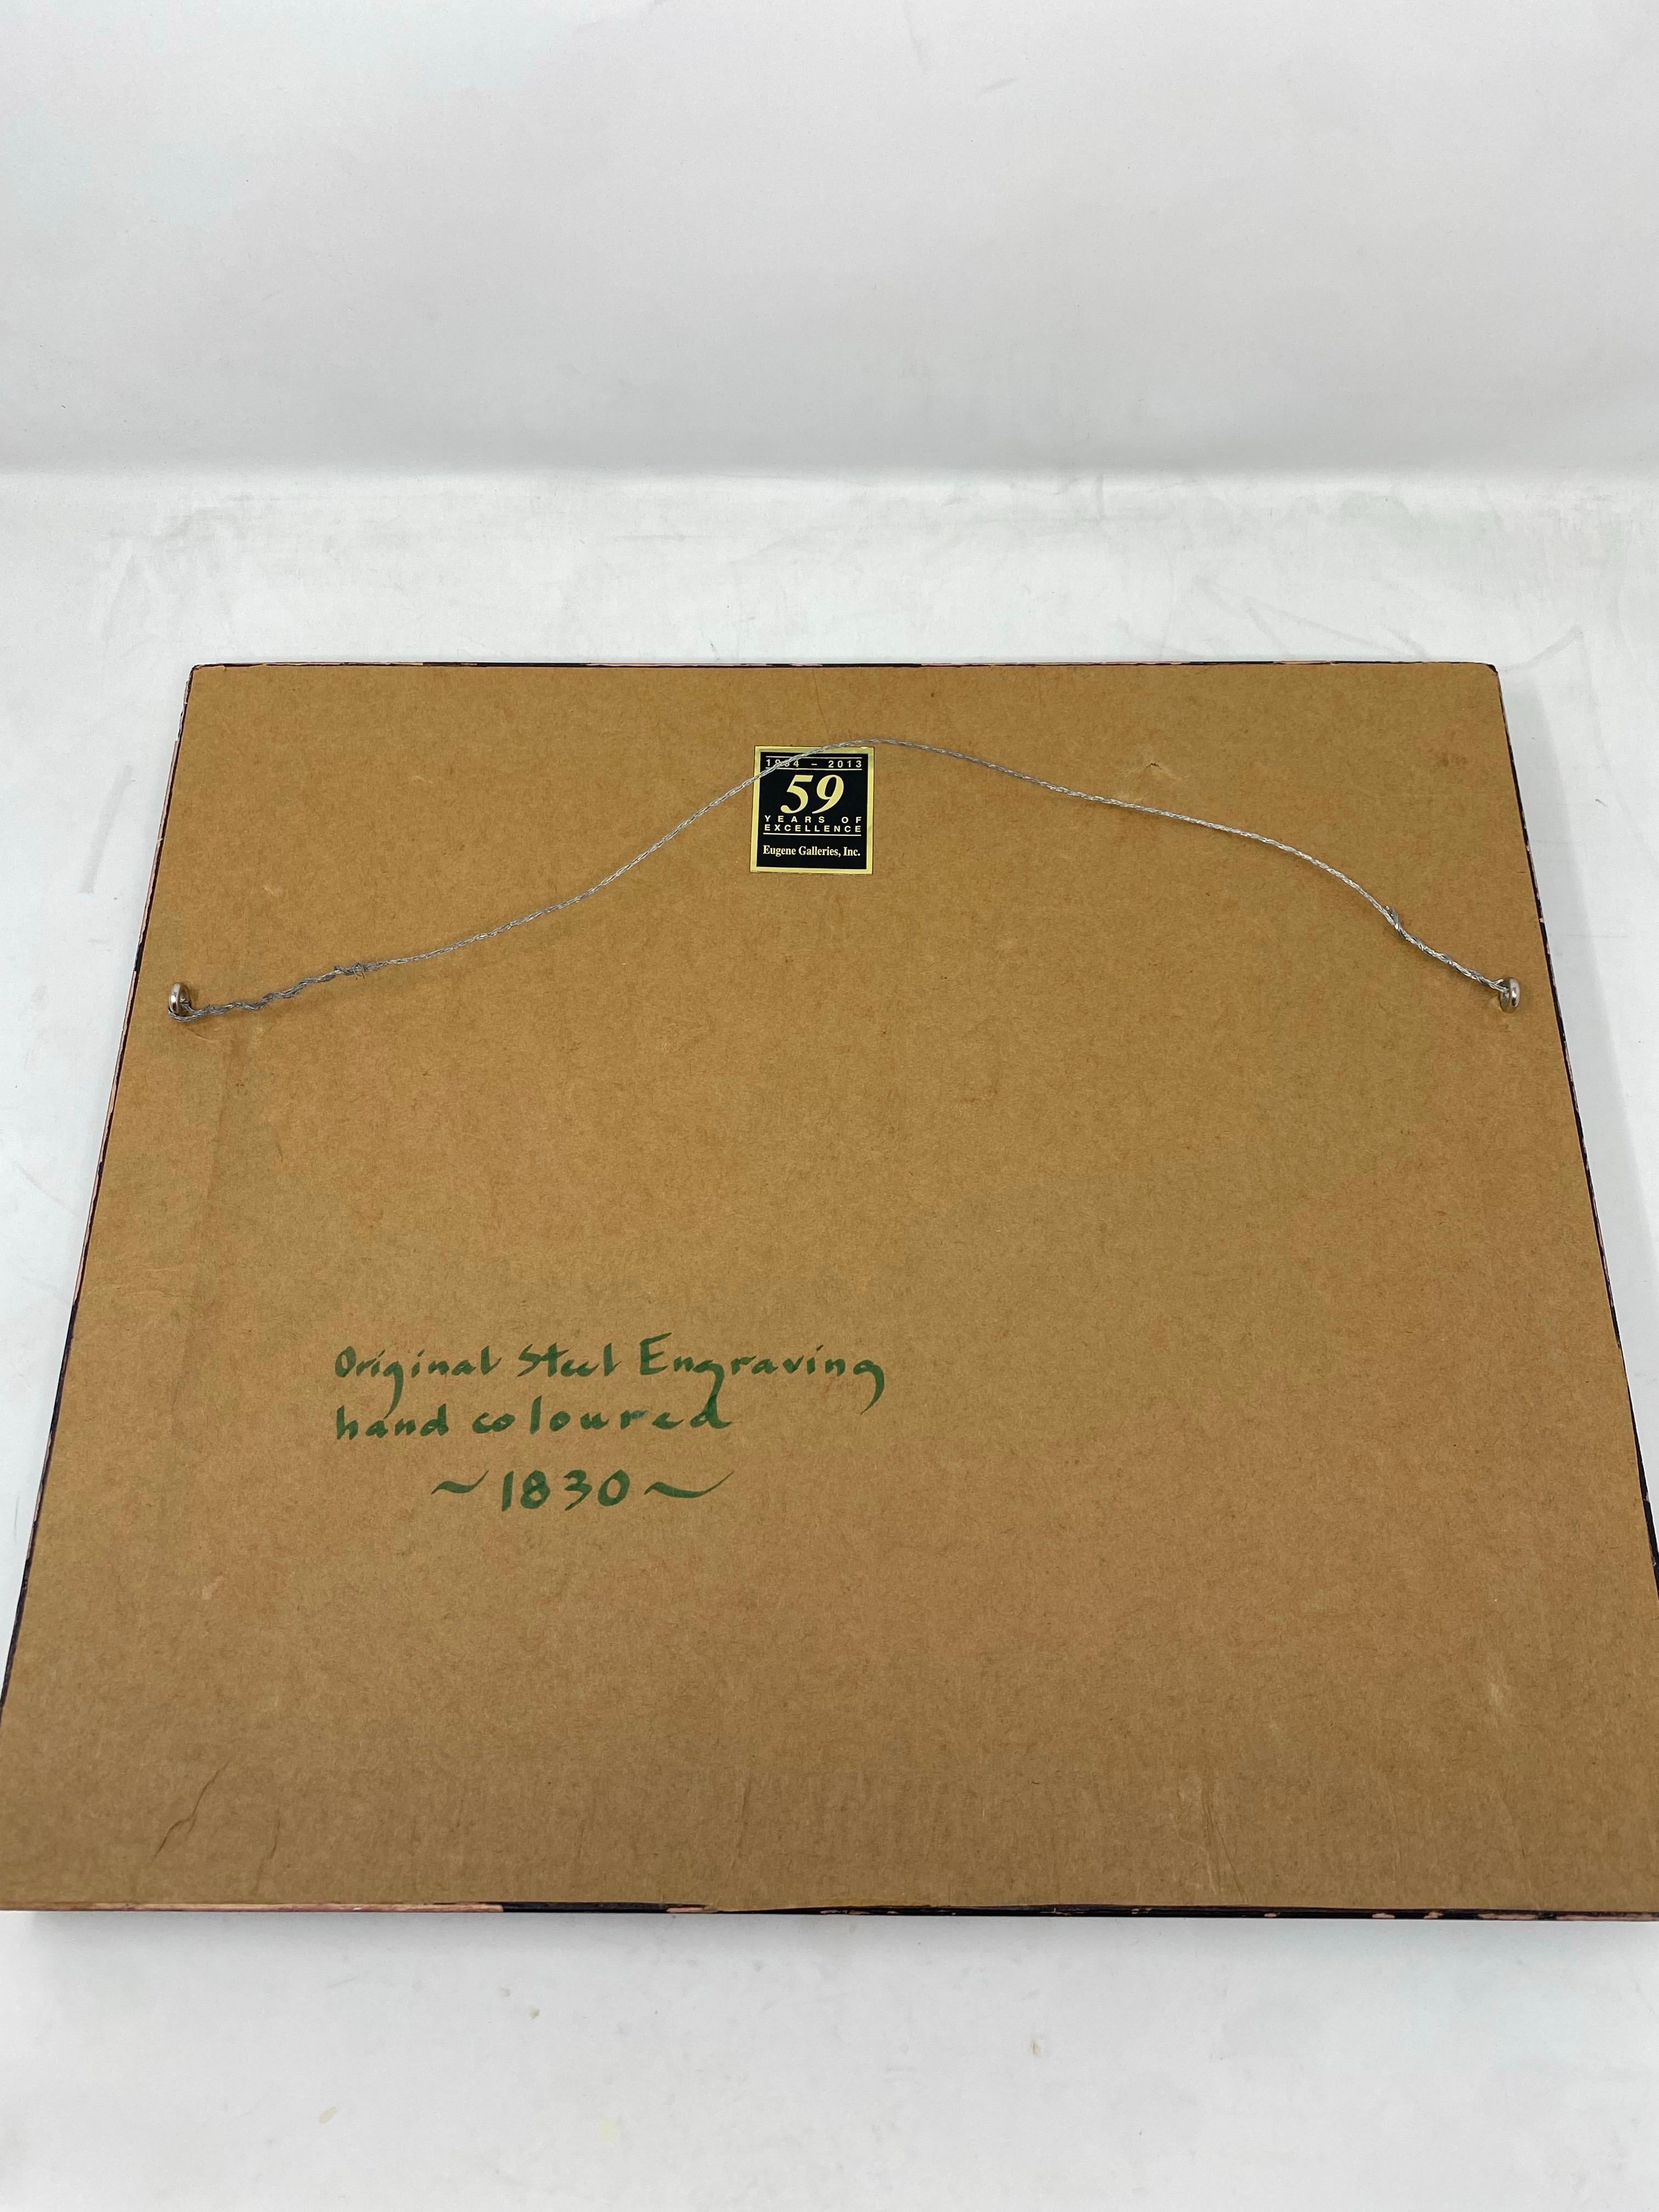 1954 - 2013
59
YEARS OF
EXCELLENCE
Eugene Galleries, Inc.
Original Steel Engraving
hand coloured
~1830~